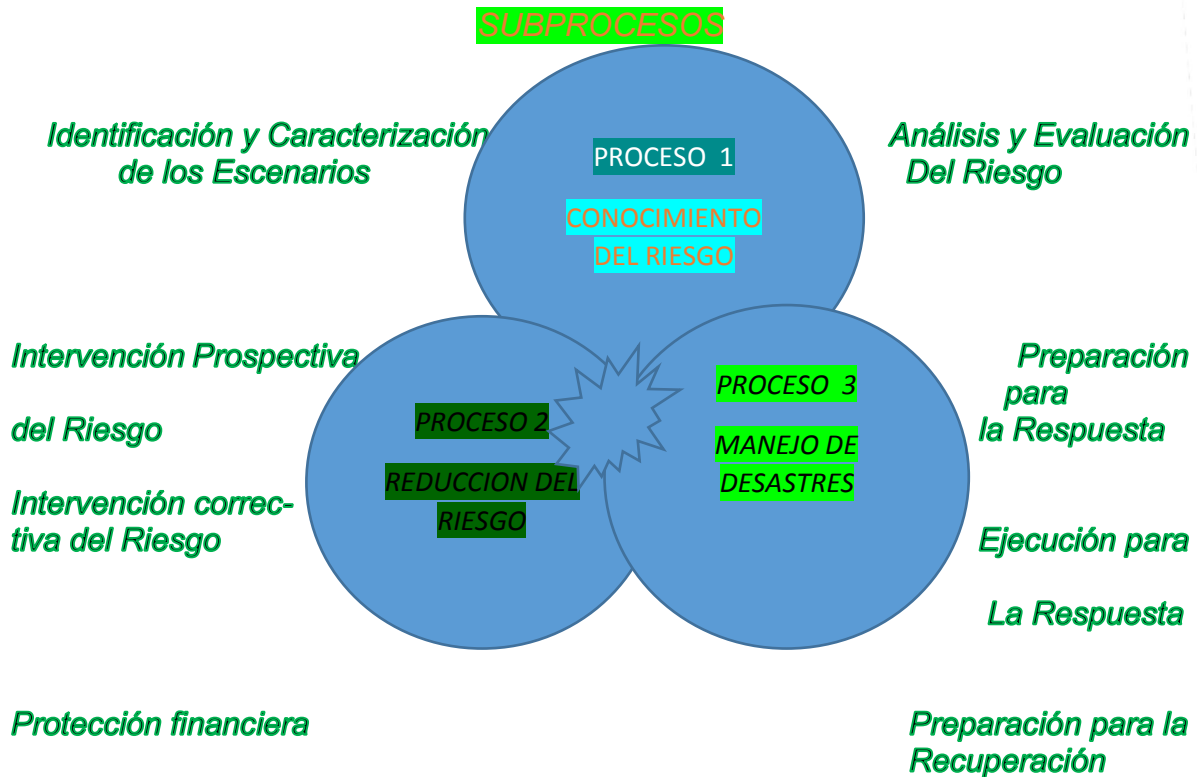 SUBPROCESOS
Identificación y Caracterización
de los Escenarios
PROCESO 1
CONOCIMIENTO
DEL RIESGO
Análisis y Evaluación
Del Riesgo
Intervención Prospectiva
del Riesgo
Intervención correc-
tiva del Riesgo
PROCESO 2
REDUCCION DEL
RIESGO
PROCESO 3
MANEJO DE
DESASTRES
Preparación
para
la Respuesta
Ejecución para
La Respuesta
Protección financiera
Preparación para la
Recuperación